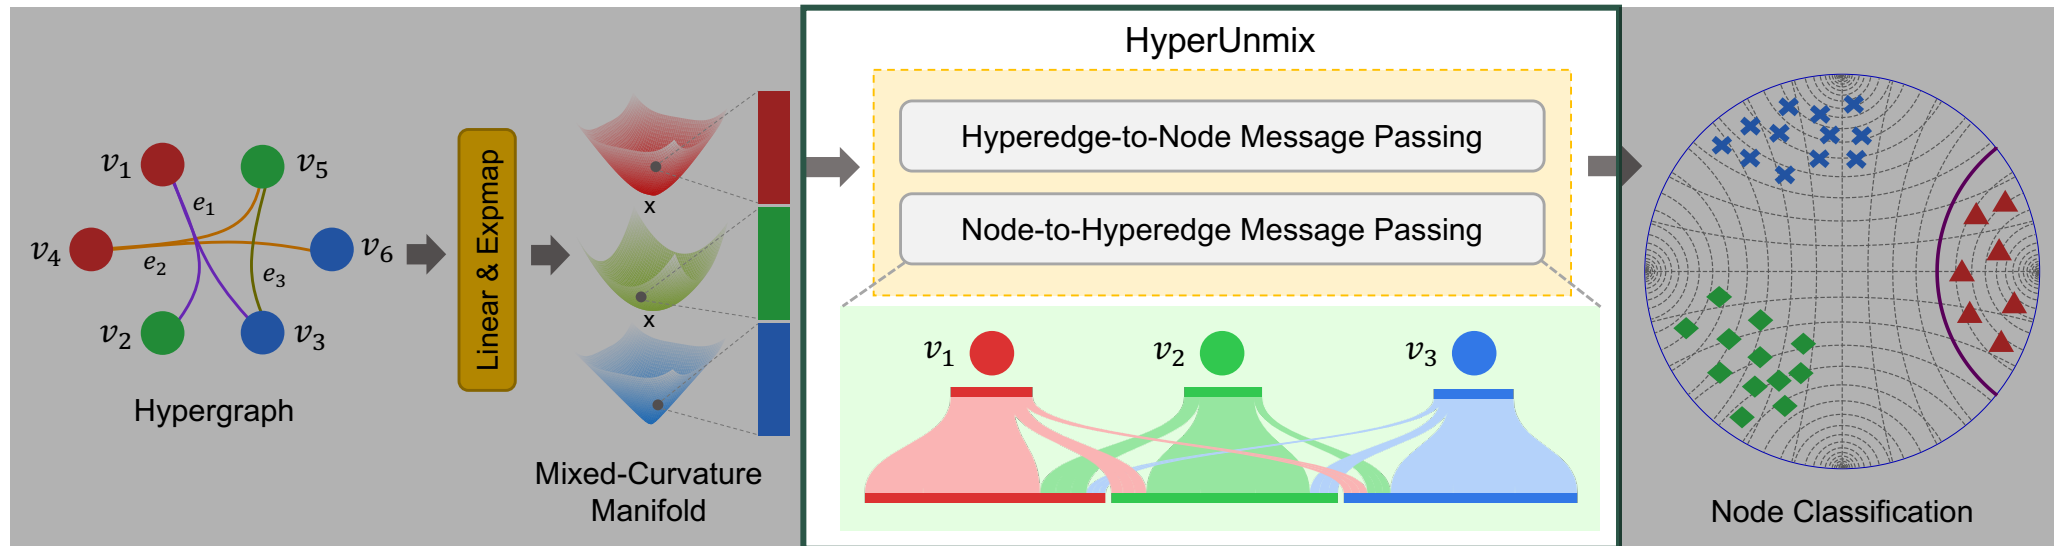 v1
v5
e1
v4
e2
e3
v6
v2
v3
Hypergraph
Linear & Expmap
x
x
Mixed-Curvature
Manifold
HyperUnmix
Hyperedge-to-Node Message Passing
Node-to-Hyperedge Message Passing
v1
v2
v3
Node Classification